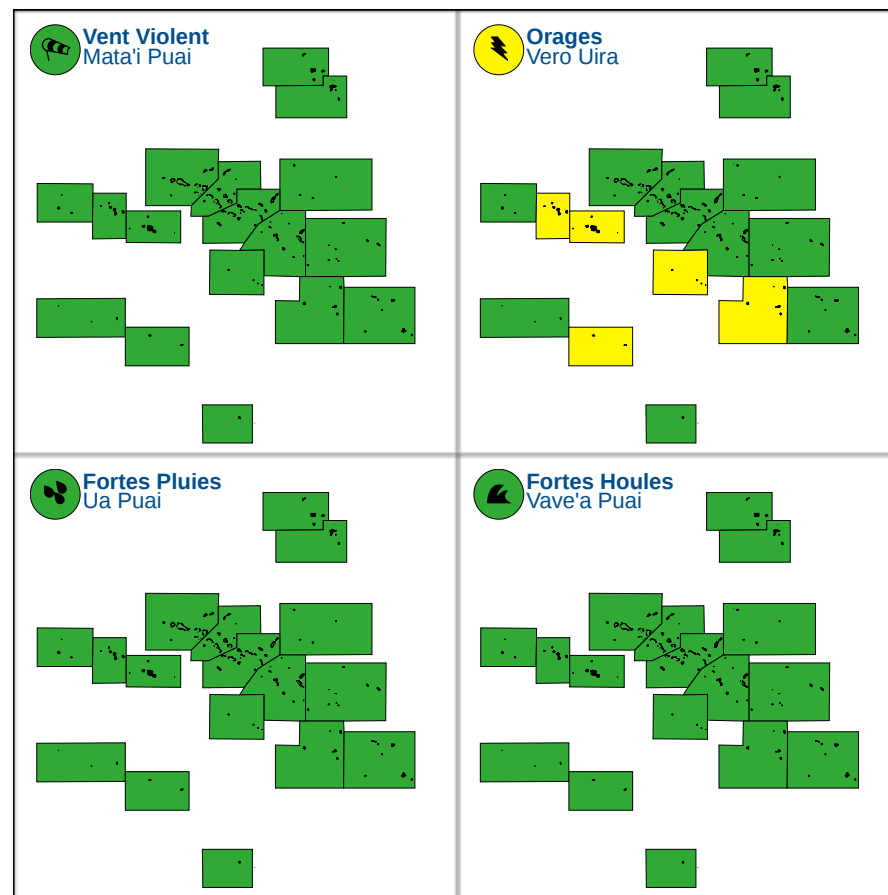 Vent Violent
Mata'i Puai
Orages
Vero Uira
Fortes Pluies
Ua Puai
Fortes Houles
Vave'a Puai